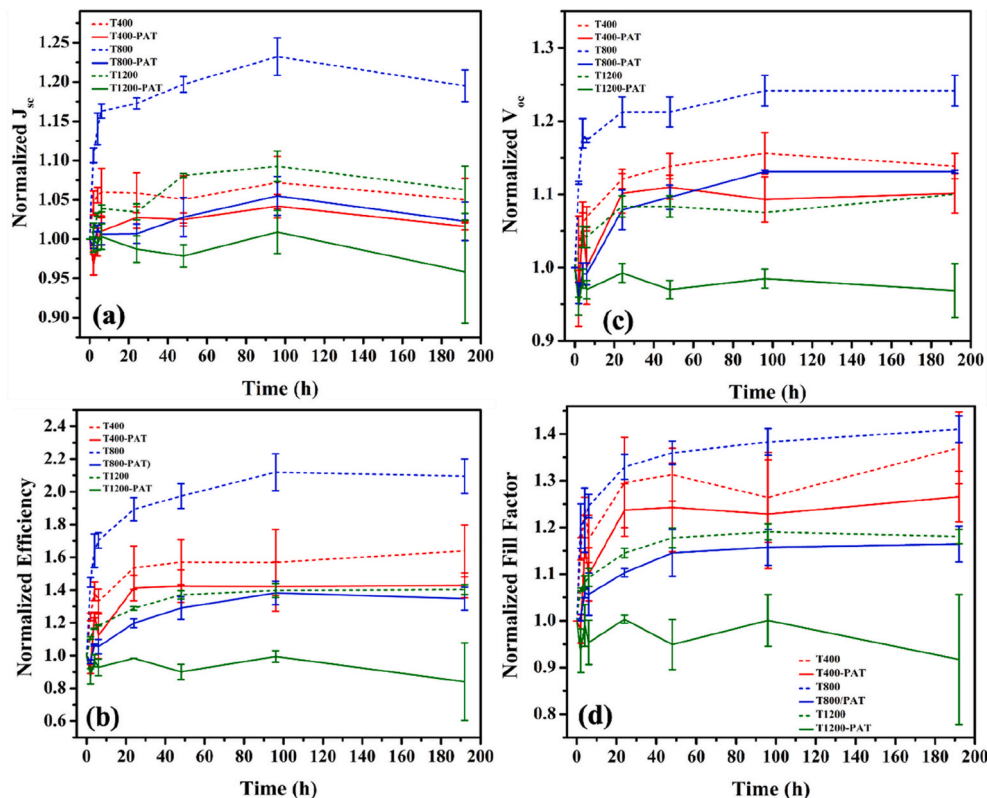 T400
T400-PAT
T800
T800-PAT
T1200
T1200-PAT
1.25
1.20
1.15
1.10
1.05
1.00
0.95
0.90
Normalized Jsc
(a)
0 20 40 60 80 100 120 140 160 180 200
Time (h)
T400
T400-PAT
T800
T800-PAT
T1200
T1200-PAT
1.3
1.2
1.1
1.0
0.9
Normalized Voc
(c)
0 20 40 60 80 100 120 140 160 180 200
Time (h)
T400
T400-PAT
T800
T800-PAT)
T1200
T1200-PAT
2.4
2.2
2.0
1.8
1.6
1.4
1.2
1.0
0.8
0.6
Normalized Efficiency
(b)
0 20 40 60 80 100 120 140 160 180 200
Time (h)
1.4
1.3
1.2
1.1
1.0
0.9
0.8
Normalized Fill Factor
(d)
T400
T400-PAT
T800
T800/PAT
T1200
T1200-PAT
0 20 40 60 80 100 120 140 160 180 200
Time (h)